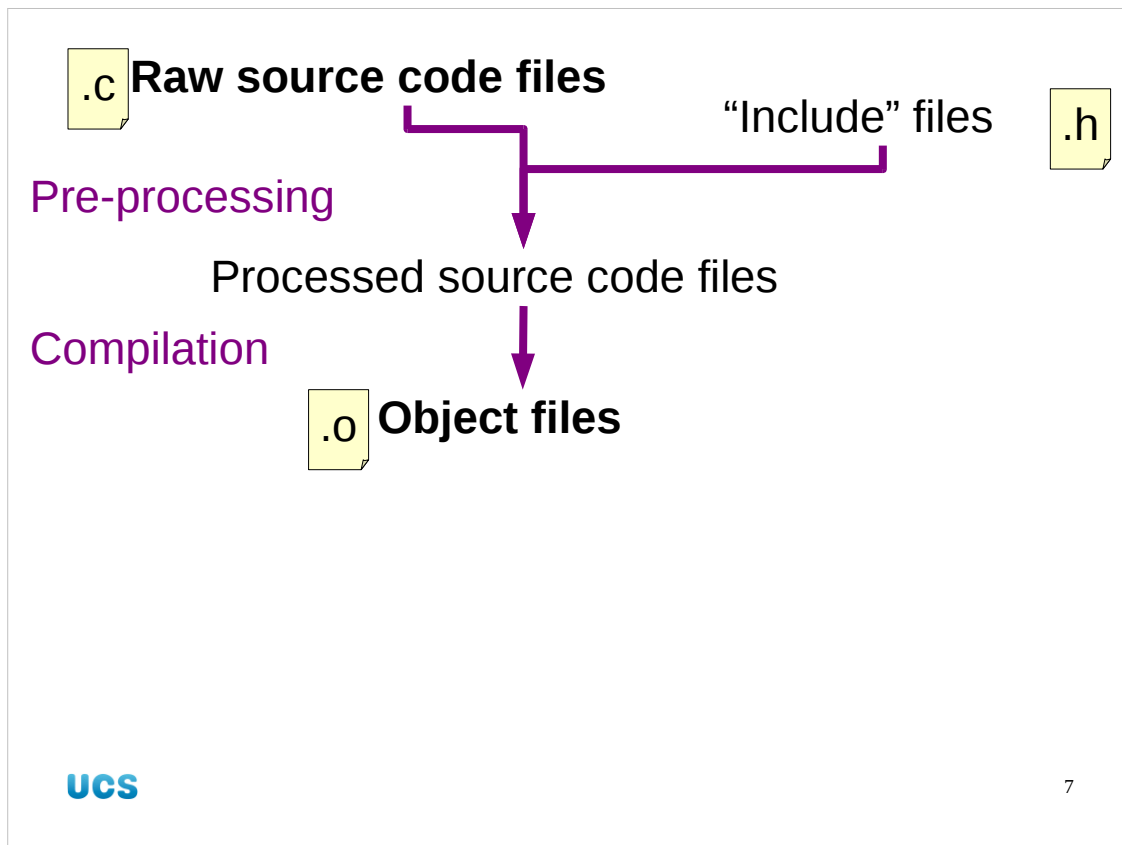 .c Raw source code files
“Include” files .h
Pre-processing
Processed source code files
Compilation
.o Object files
UCS 7